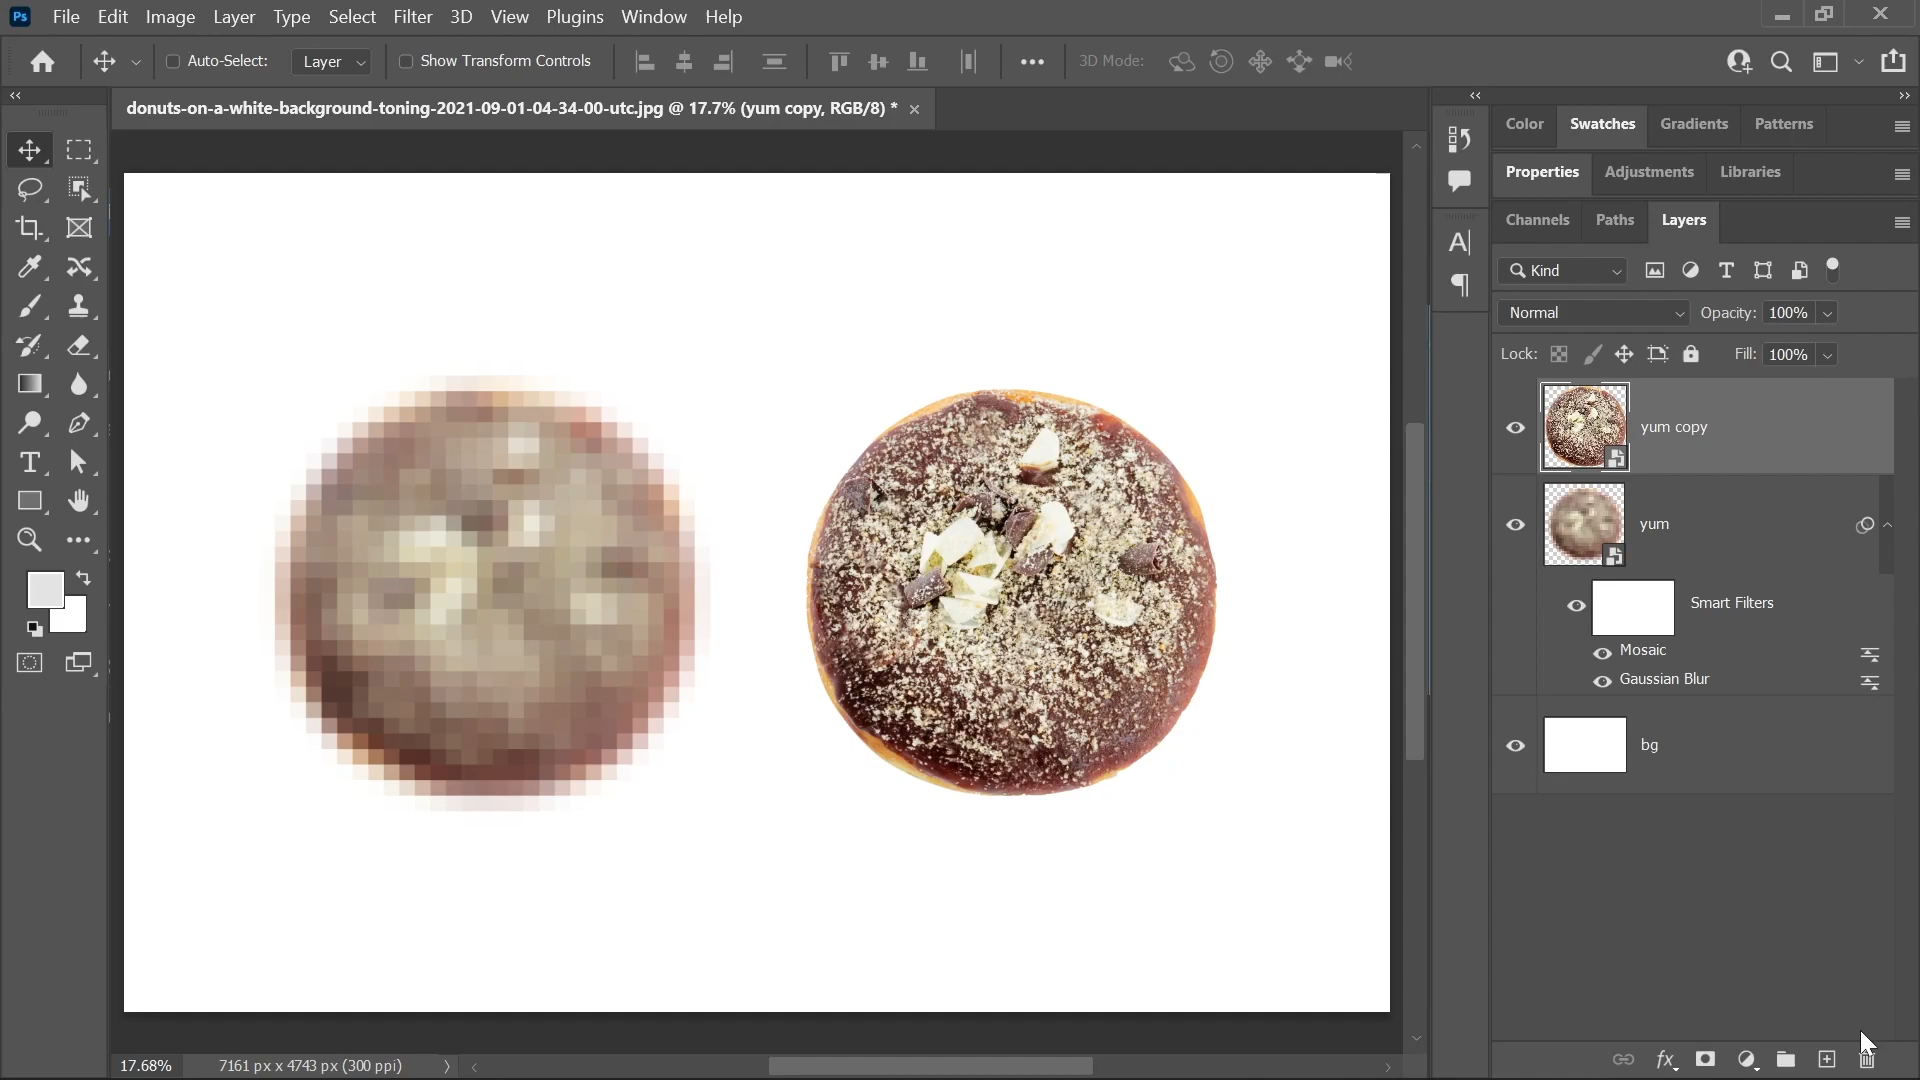 Ps File Edit Image Layer Type Select Filter 3D View Plugins Window Help
Auto-Select: Layer Show Transform Controls 3D Mode:
donuts-on-a-white-background-toning-2021-09-01-04-34-00-utc.jpg @ 17.7% (yum copy, RGB/8) *
Color Swatches Gradients Patterns
Properties Adjustments Libraries
Channels Paths Layers
Kind
Normal Opacity: 100%
Lock: Fill: 100%
yum copy
yum
Smart Filters
Mosaic
Gaussian Blur
bg
17.68% 7161 px x 4743 px (300 ppi)